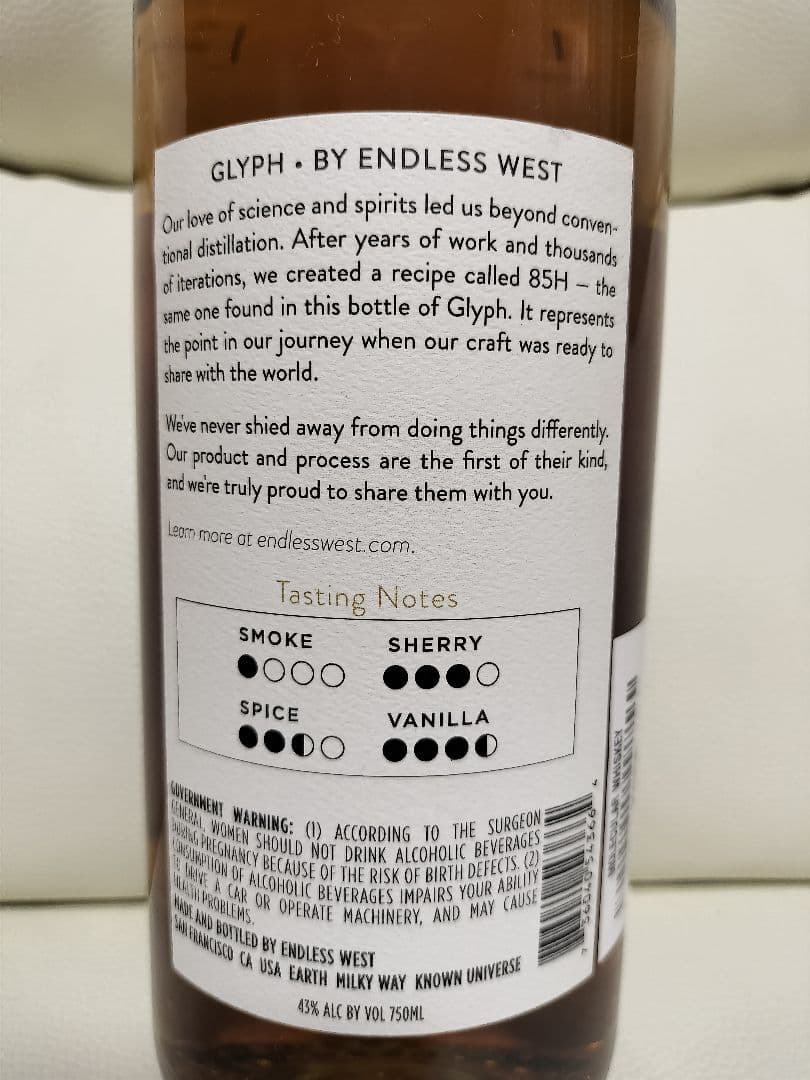 GLYPH • BY ENDLESS WEST
Our love of science and spirits led us beyond conven-
tional distillation. After years of work and thousands
of iterations, we created a recipe called 85H – the
same one found in this bottle of Glyph. It represents
the point in our journey when our craft was ready to
share with the world.
We've never shied away from doing things differently.
Our product and process are the first of their kind,
and we're truly proud to share them with you.
Learn more at endlesswest.com.
Tasting Notes
SMOKE SHERRY
SPICE VANILLA
GOVERNMENT WARNING: (1) ACCORDING TO THE SURGEON
GENERAL, WOMEN SHOULD NOT DRINK ALCOHOLIC BEVERAGES
DURING PREGNANCY BECAUSE OF THE RISK OF BIRTH DEFECTS. (2)
CONSUMPTION OF ALCOHOLIC BEVERAGES IMPAIRS YOUR ABILITY
TO DRIVE A CAR OR OPERATE MACHINERY, AND MAY CAUSE
HEALTH PROBLEMS.
MADE AND BOTTLED BY ENDLESS WEST
SAN FRANCISCO CA USA EARTH MILKY WAY KNOWN UNIVERSE
43% ALC BY VOL 750ML